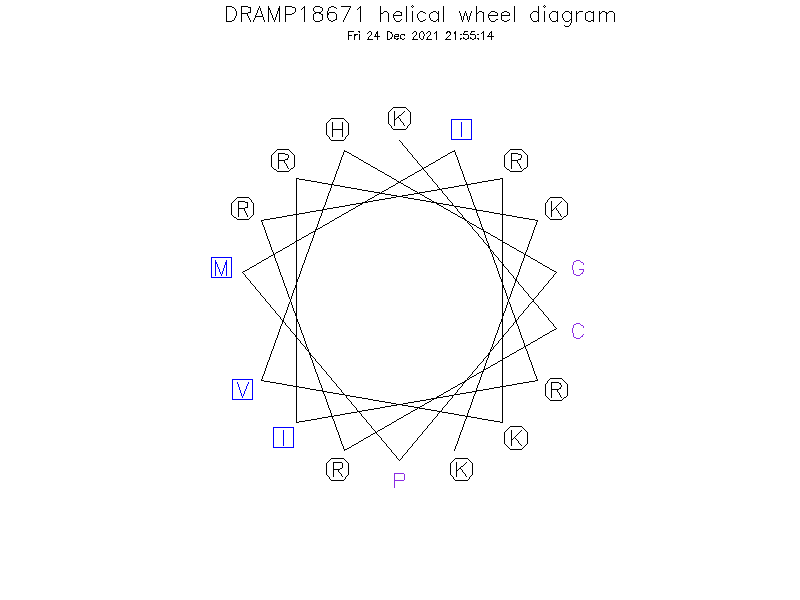 DRAMP18671 helical wheel diagram
Fri 24 Dec 2021 21:55:14
H K I
R R
R K
M G
C
V R
I K
R P K